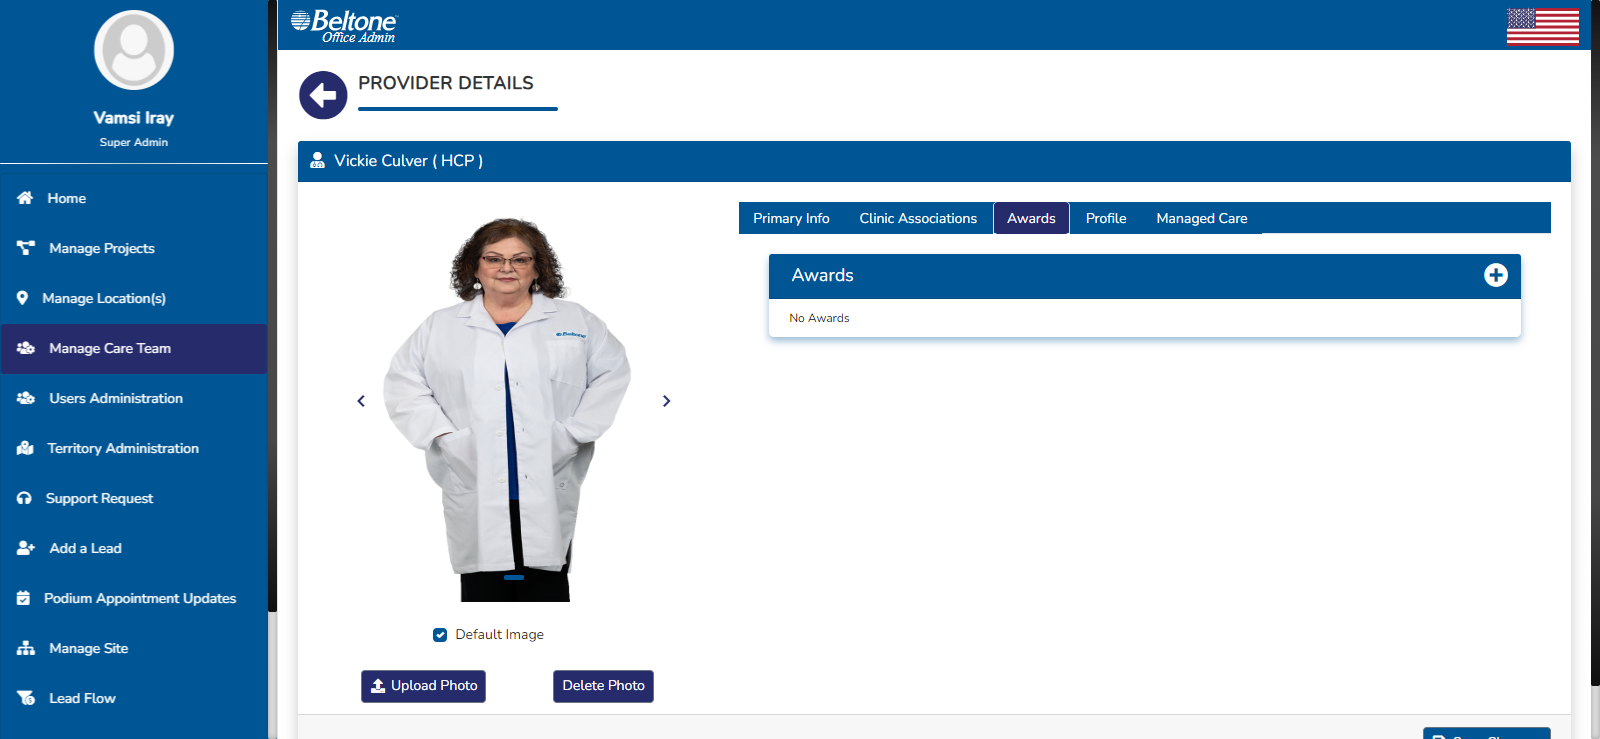 Beltone
Office Admin
Vamsi Iray
Super Admin
Home
Manage Projects
Manage Location(s)
Manage Care Team
Users Administration
Territory Administration
Support Request
Add a Lead
Podium Appointment Updates
Manage Site
Lead Flow
PROVIDER DETAILS
Vickie Culver ( HCP )
Beltone
Default Image
Upload Photo
Delete Photo
Primary Info
Clinic Associations
Awards
Profile
Managed Care
Awards
No Awards